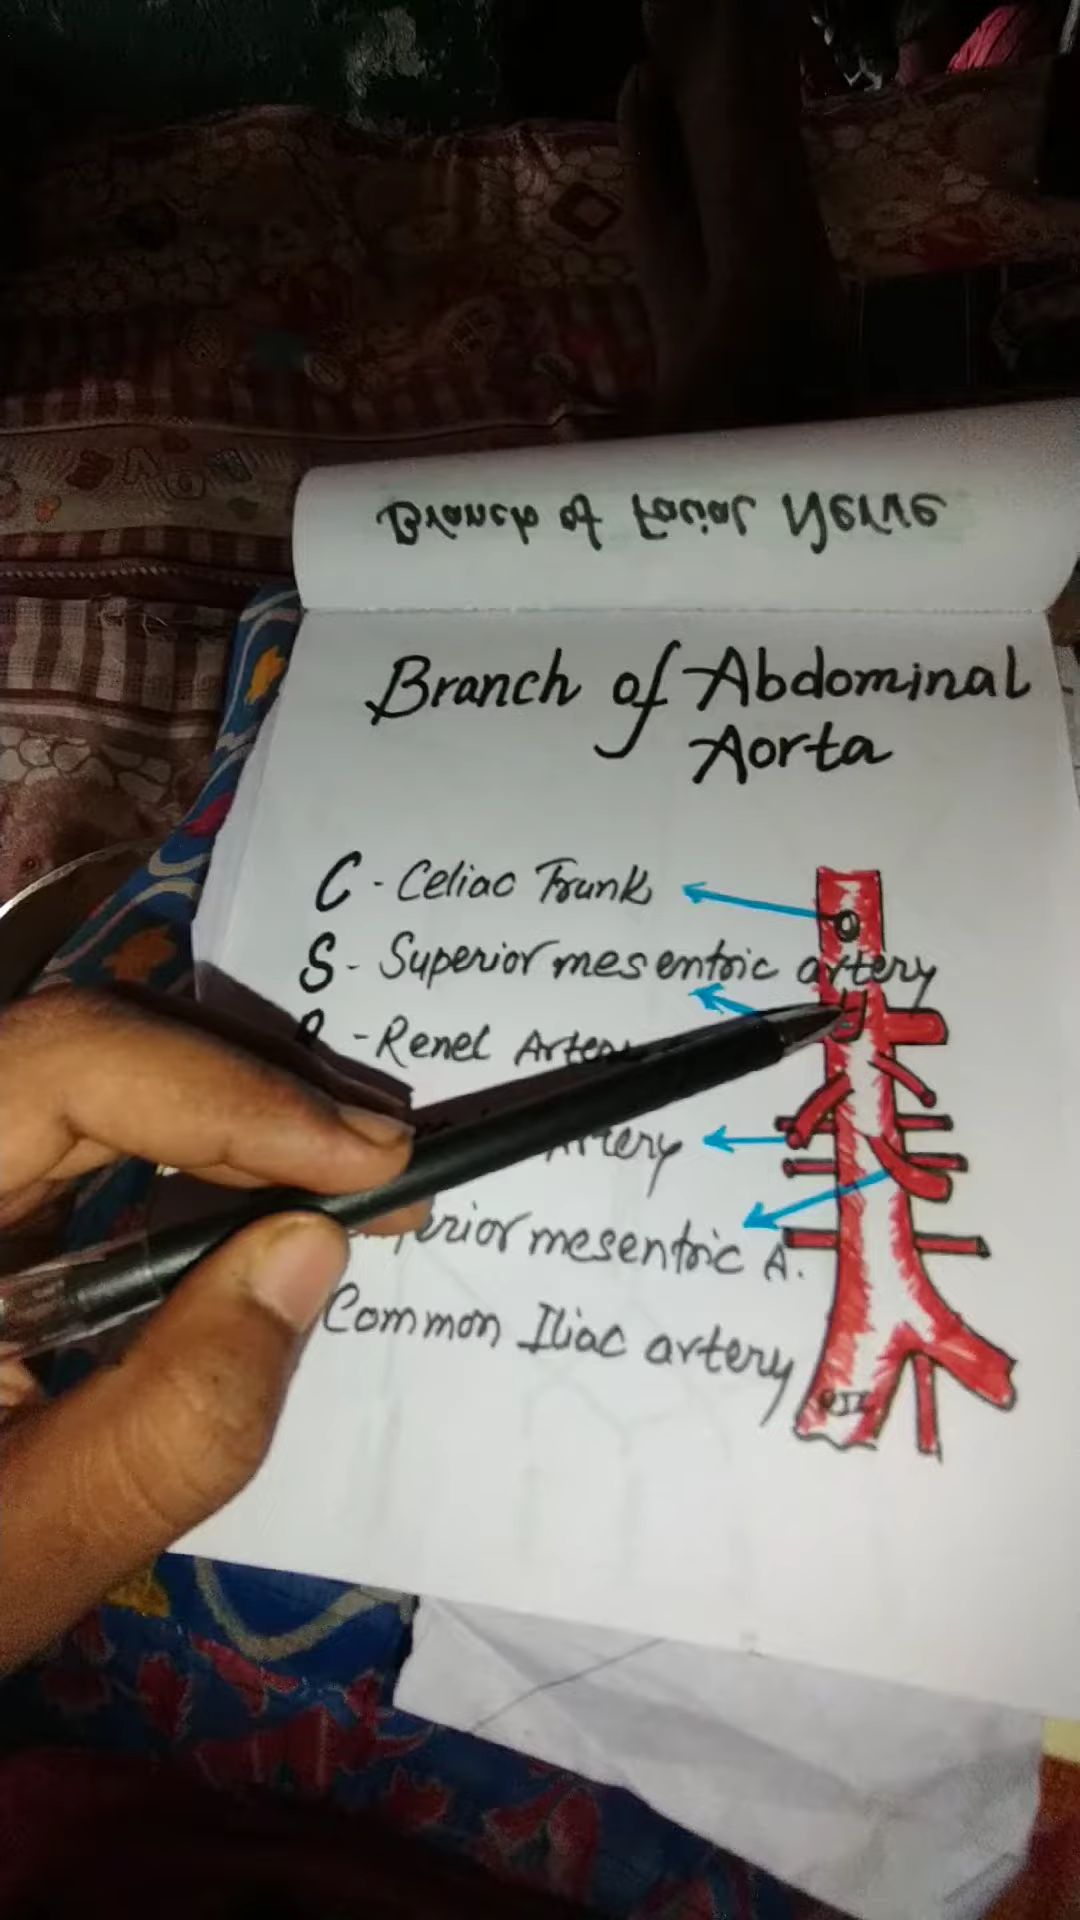 Branch of Facial Nerve
Branch of Abdominal
Aorta
C - Celiac Trunk
S - Superior mesentric artery
- Renel Artery
Artery
mesentric A.
Common Iliac artery